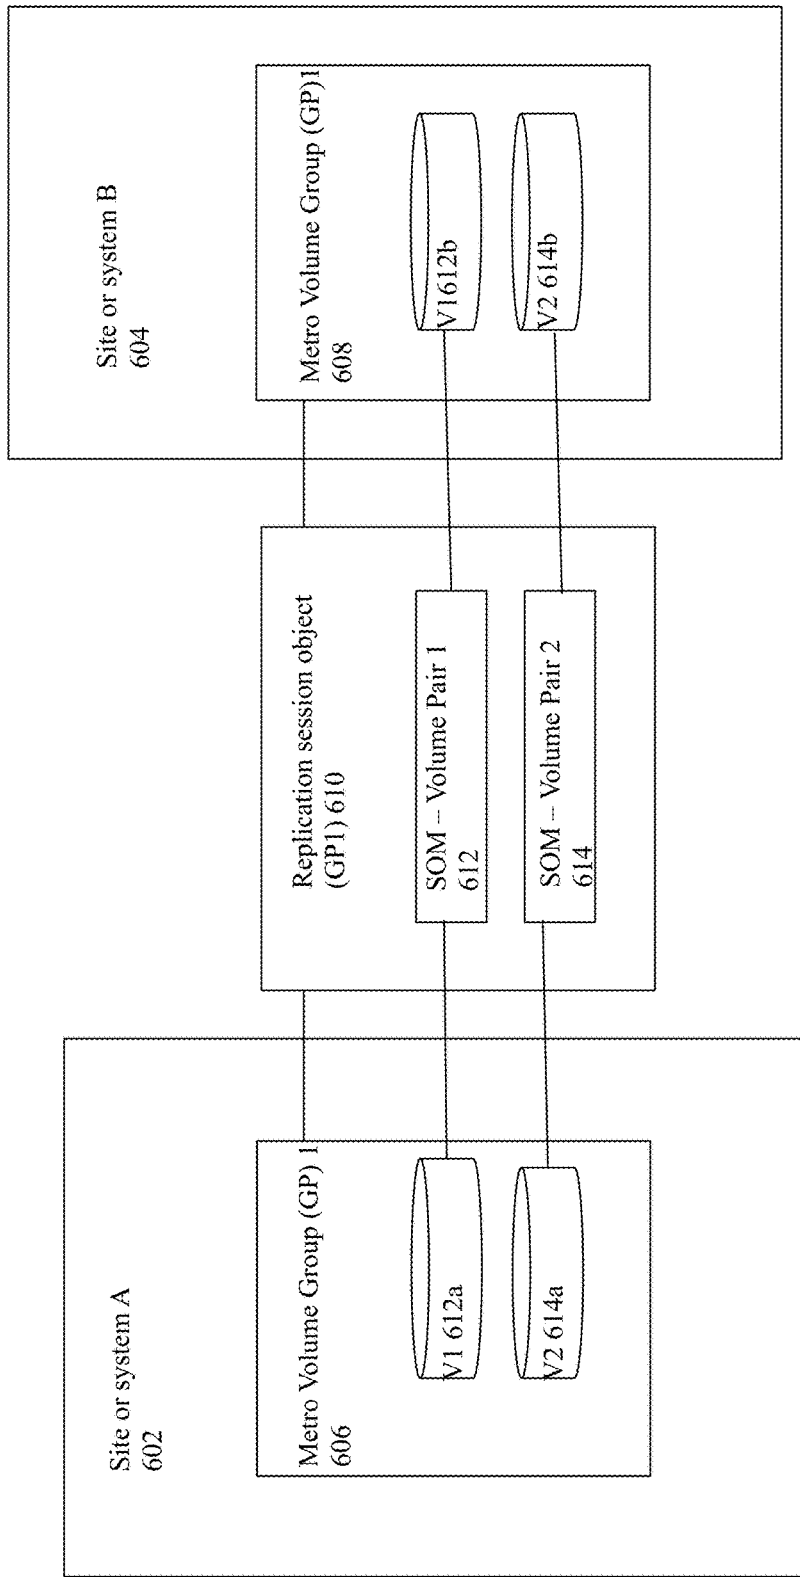 Site or system A
602
Metro Volume Group (GP) 1
606
V1 612a
V2 614a
Replication session object
(GP1) 610
SOM – Volume Pair 1
612
SOM – Volume Pair 2
614
Site or system B
604
Metro Volume Group (GP)1
608
V1612b
V2 614b